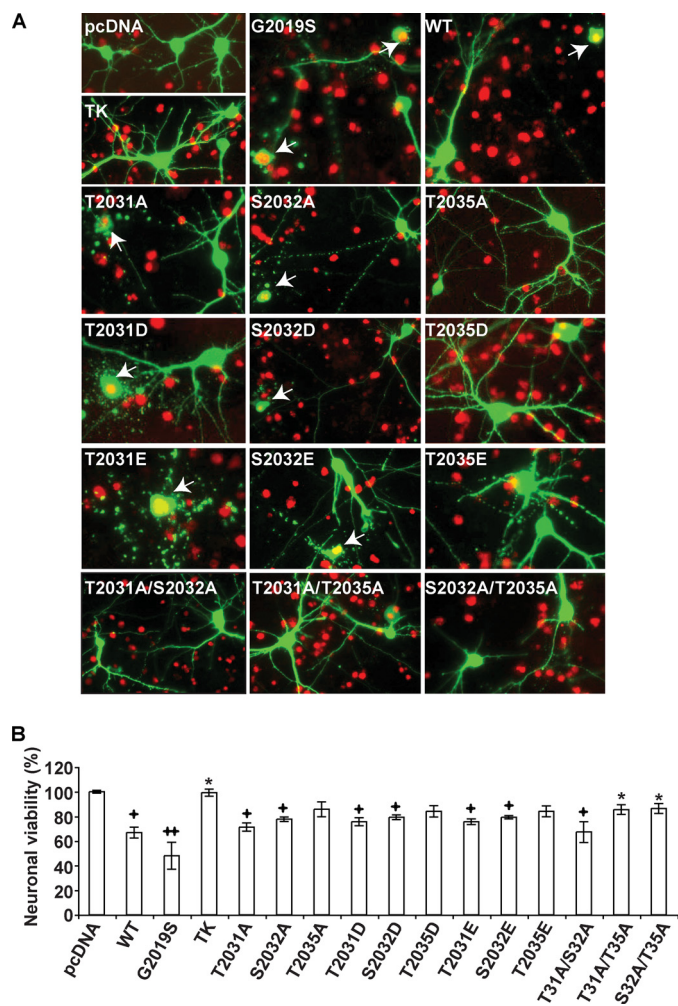 A
pcDNA
G2019S
WT
TK
T2031A
S2032A
T2035A
T2031D
S2032D
T2035D
T2031E
S2032E
T2035E
T2031A/S2032A
T2031A/T2035A
S2032A/T2035A
B
Neuronal viability (%)
120
100
80
60
40
20
0
+
++
*
+
+
+
+
+
+
+
*
*
pcDNA
WT
G2019S
TK
T2031A
S2032A
T2035A
T2031D
S2032D
T2035D
T2031E
S2032E
T2035E
T31A/S32A
T31A/T35A
S32A/T35A